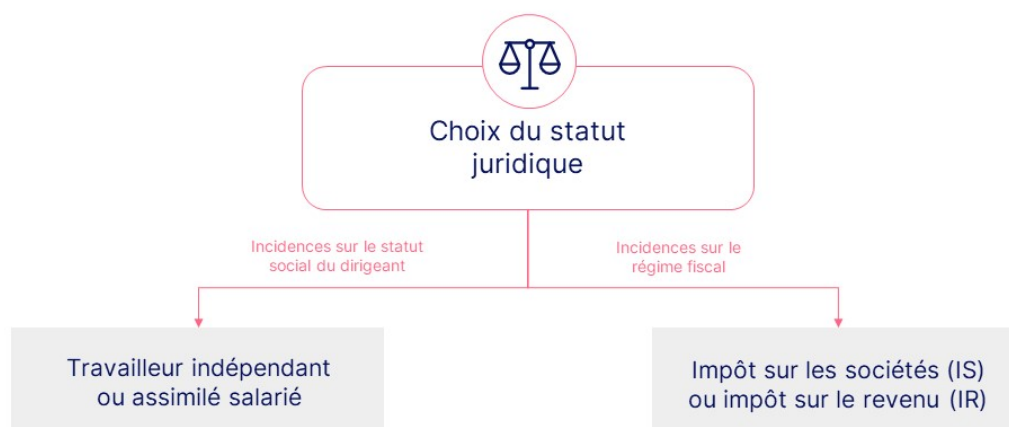 Choix du statut
juridique
Incidences sur le statut
social du dirigeant
Incidences sur le
régime fiscal
Travailleur indépendant
ou assimilé salarié
Impôt sur les sociétés (IS)
ou impôt sur le revenu (IR)